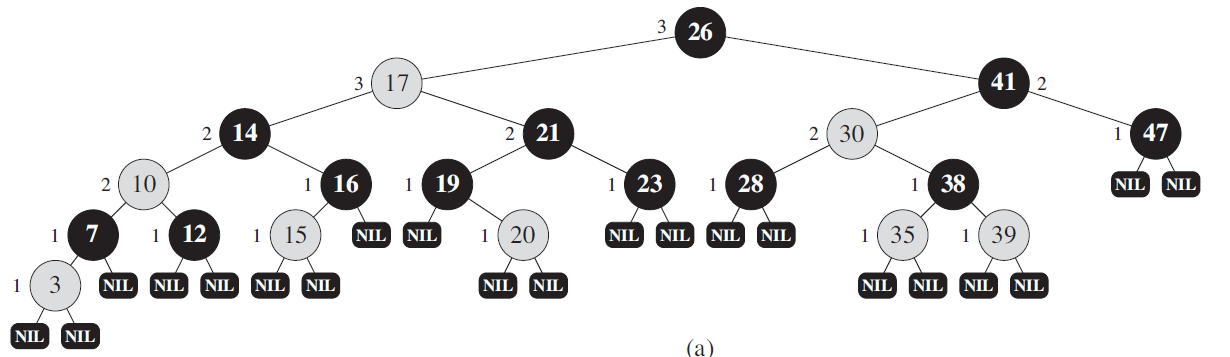 3 26
3 17 41 2
2 14 2 21 2 30 1 47
2 10 1 16 1 19 1 23 1 28 1 38 NIL NIL
1 7 1 12 1 15 NIL NIL 1 20 NIL NIL NIL NIL 1 35 1 39
1 3 NIL NIL NIL NIL NIL NIL NIL NIL NIL NIL NIL
NIL NIL
(a)